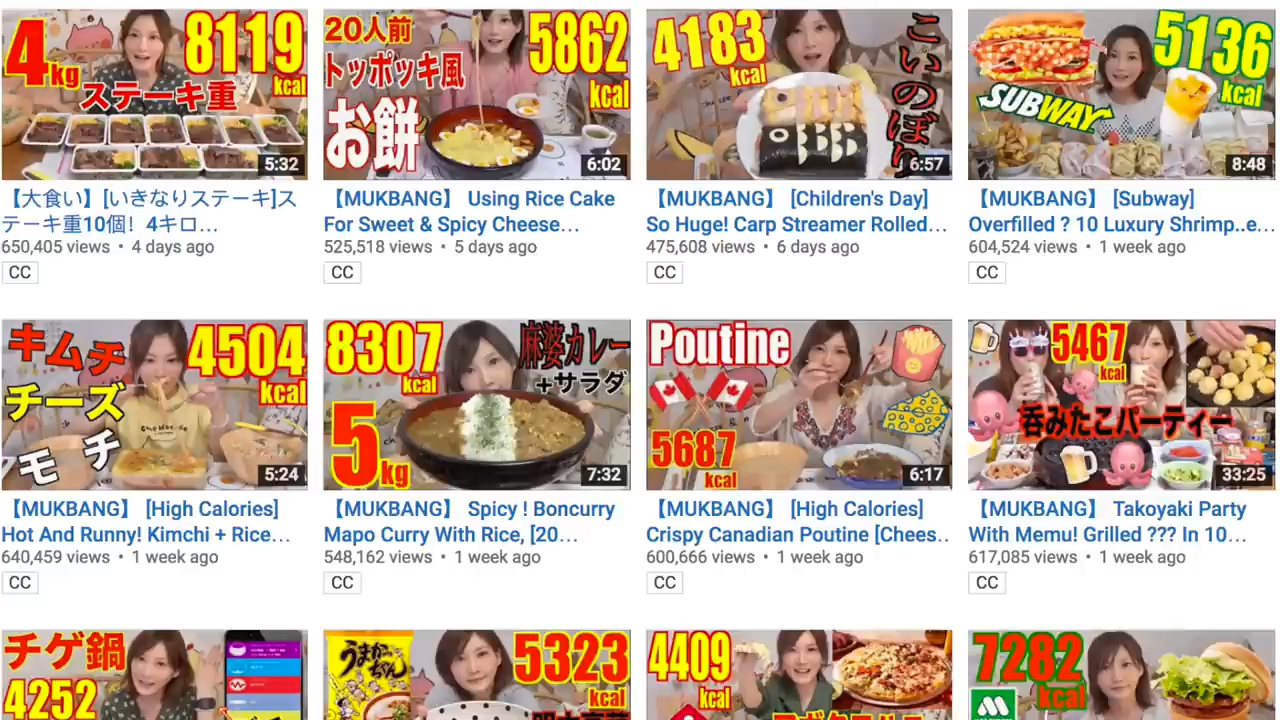 4kg
8119
kcal
ステーキ重
5:32
20人前
トッポッキ風
お餅
5862
kcal
6:02
4183
kcal
こいのぼり
6:57
5136
kcal
SUBWAY
8:48
【大食い】[いきなりステーキ]ス
テーキ重10個！4キロ...
650,405 views • 4 days ago
CC
【MUKBANG】 Using Rice Cake
For Sweet & Spicy Cheese...
525,518 views • 5 days ago
CC
【MUKBANG】 [Children's Day]
So Huge! Carp Streamer Rolled...
475,608 views • 6 days ago
CC
【MUKBANG】 [Subway]
Overfilled ? 10 Luxury Shrimp..e...
604,524 views • 1 week ago
CC
キムチ
チーズ
モチ
4504
kcal
5:24
8307
kcal
麻婆カレー
+サラダ
5kg
7:32
Poutine
5687
kcal
6:17
5467
kcal
呑みたこパーティー
33:25
【MUKBANG】 [High Calories]
Hot And Runny! Kimchi + Rice...
640,459 views • 1 week ago
CC
【MUKBANG】 Spicy ! Boncurry
Mapo Curry With Rice, [20...
548,162 views • 1 week ago
CC
【MUKBANG】 [High Calories]
Crispy Canadian Poutine [Chees..
600,666 views • 1 week ago
CC
【MUKBANG】 Takoyaki Party
With Memu! Grilled ??? In 10...
617,085 views • 1 week ago
CC
チゲ鍋
4252
うまかっちゃん
5323
kcal
4409
kcal
7282
kcal